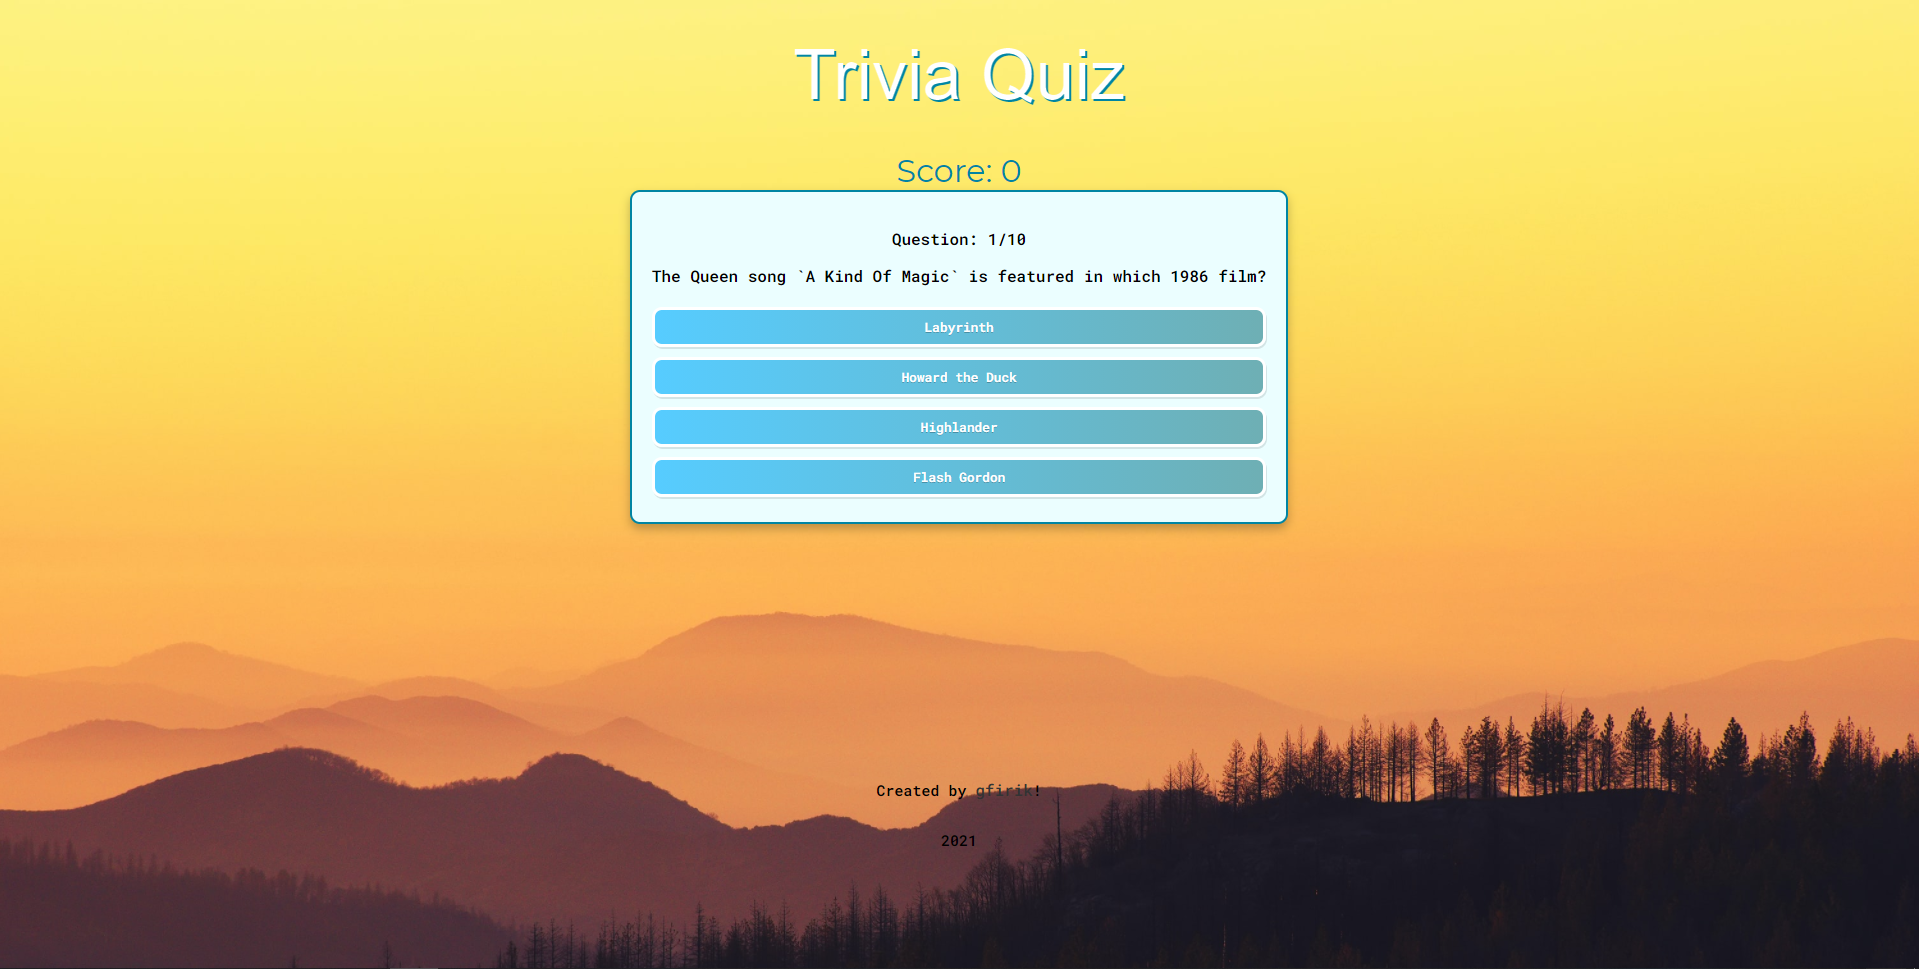 Trivia Quiz
Score: 0
Question: 1/10
The Queen song `A Kind Of Magic` is featured in which 1986 film?
Labyrinth
Howard the Duck
Highlander
Flash Gordon
Created by gfirik!
2021